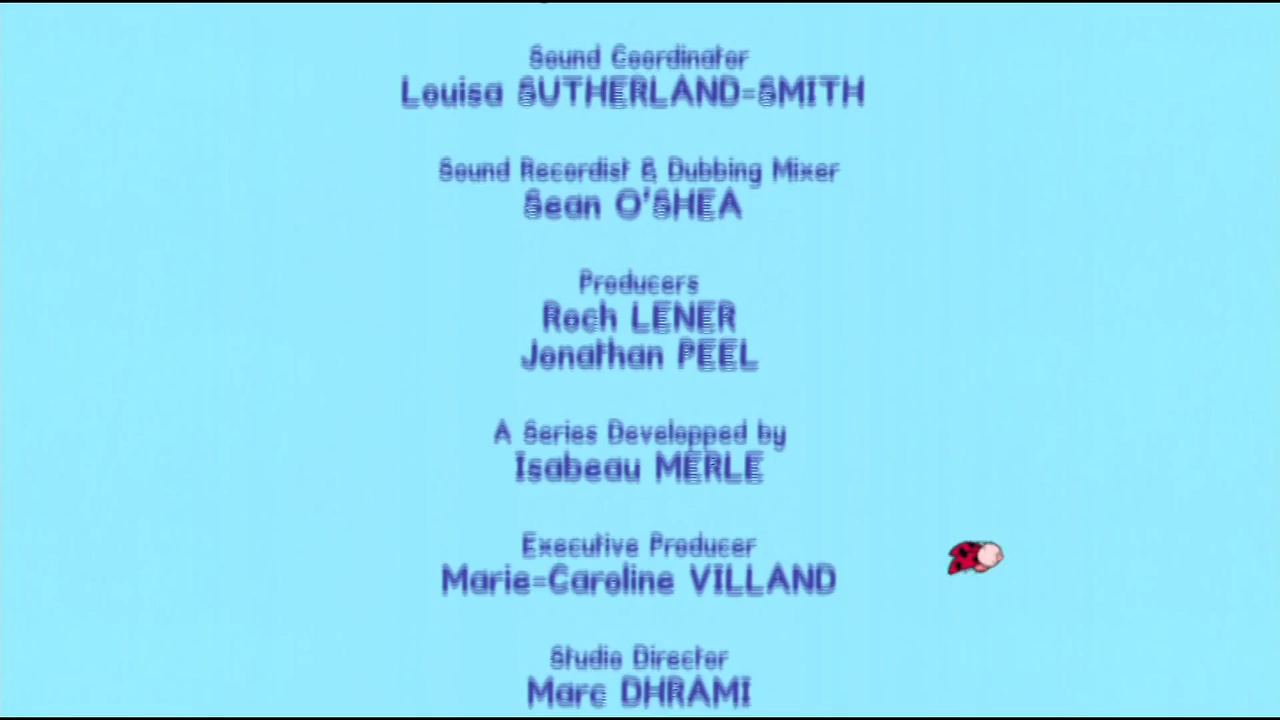 Sound Coordinator
Louisa SUTHERLAND-SMITH
Sound Recordist & Dubbing Mixer
Sean O'SHEA
Producers
Roch LENER
Jonathan PEEL
A Series Developped by
Isabeau MERLE
Executive Producer
Marie-Caroline VILLAND
Studio Director
Marc DHRAMI